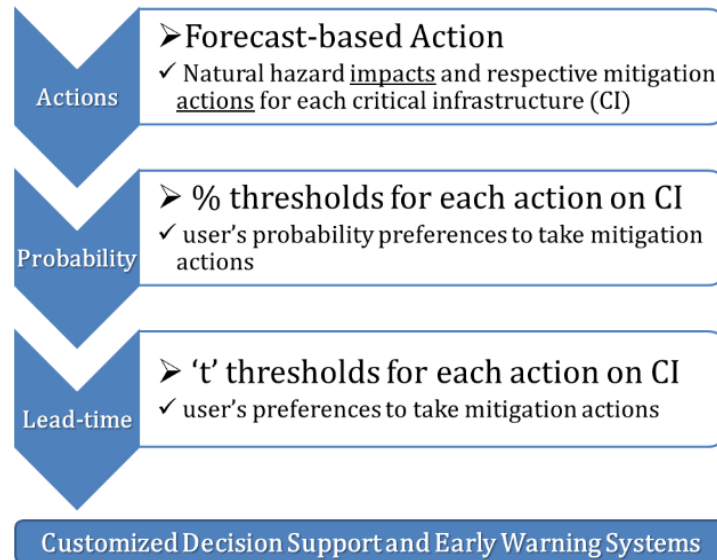 Actions
➢Forecast-based Action
✓ Natural hazard impacts and respective mitigation
actions for each critical infrastructure (CI)
Probability
➢ % thresholds for each action on CI
✓ user's probability preferences to take mitigation
actions
Lead-time
➢ ‘t’ thresholds for each action on CI
✓ user's preferences to take mitigation actions
Customized Decision Support and Early Warning Systems